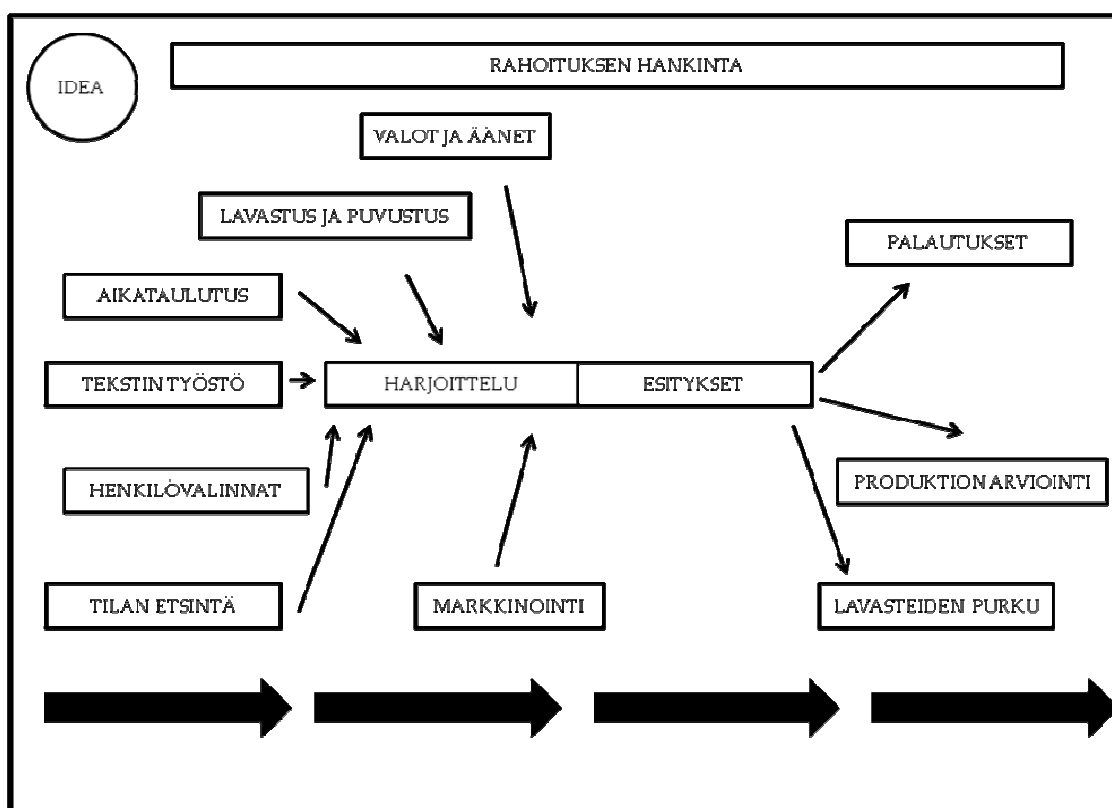 IDEA
RAHOITUKSEN HANKINTA
VALOT JA ÄÄNET
LAVASTUS JA PUVUSTUS
PALAUTUKSET
AIKATAULUTUS
TEKSTIN TYÖSTÖ
HARJOITTELU
ESITYKSET
HENKILÖVALINNAT
PRODUKTION ARVIOINTI
TILAN ETSINTÄ
MARKKINOINTI
LAVASTEIDEN PURKU